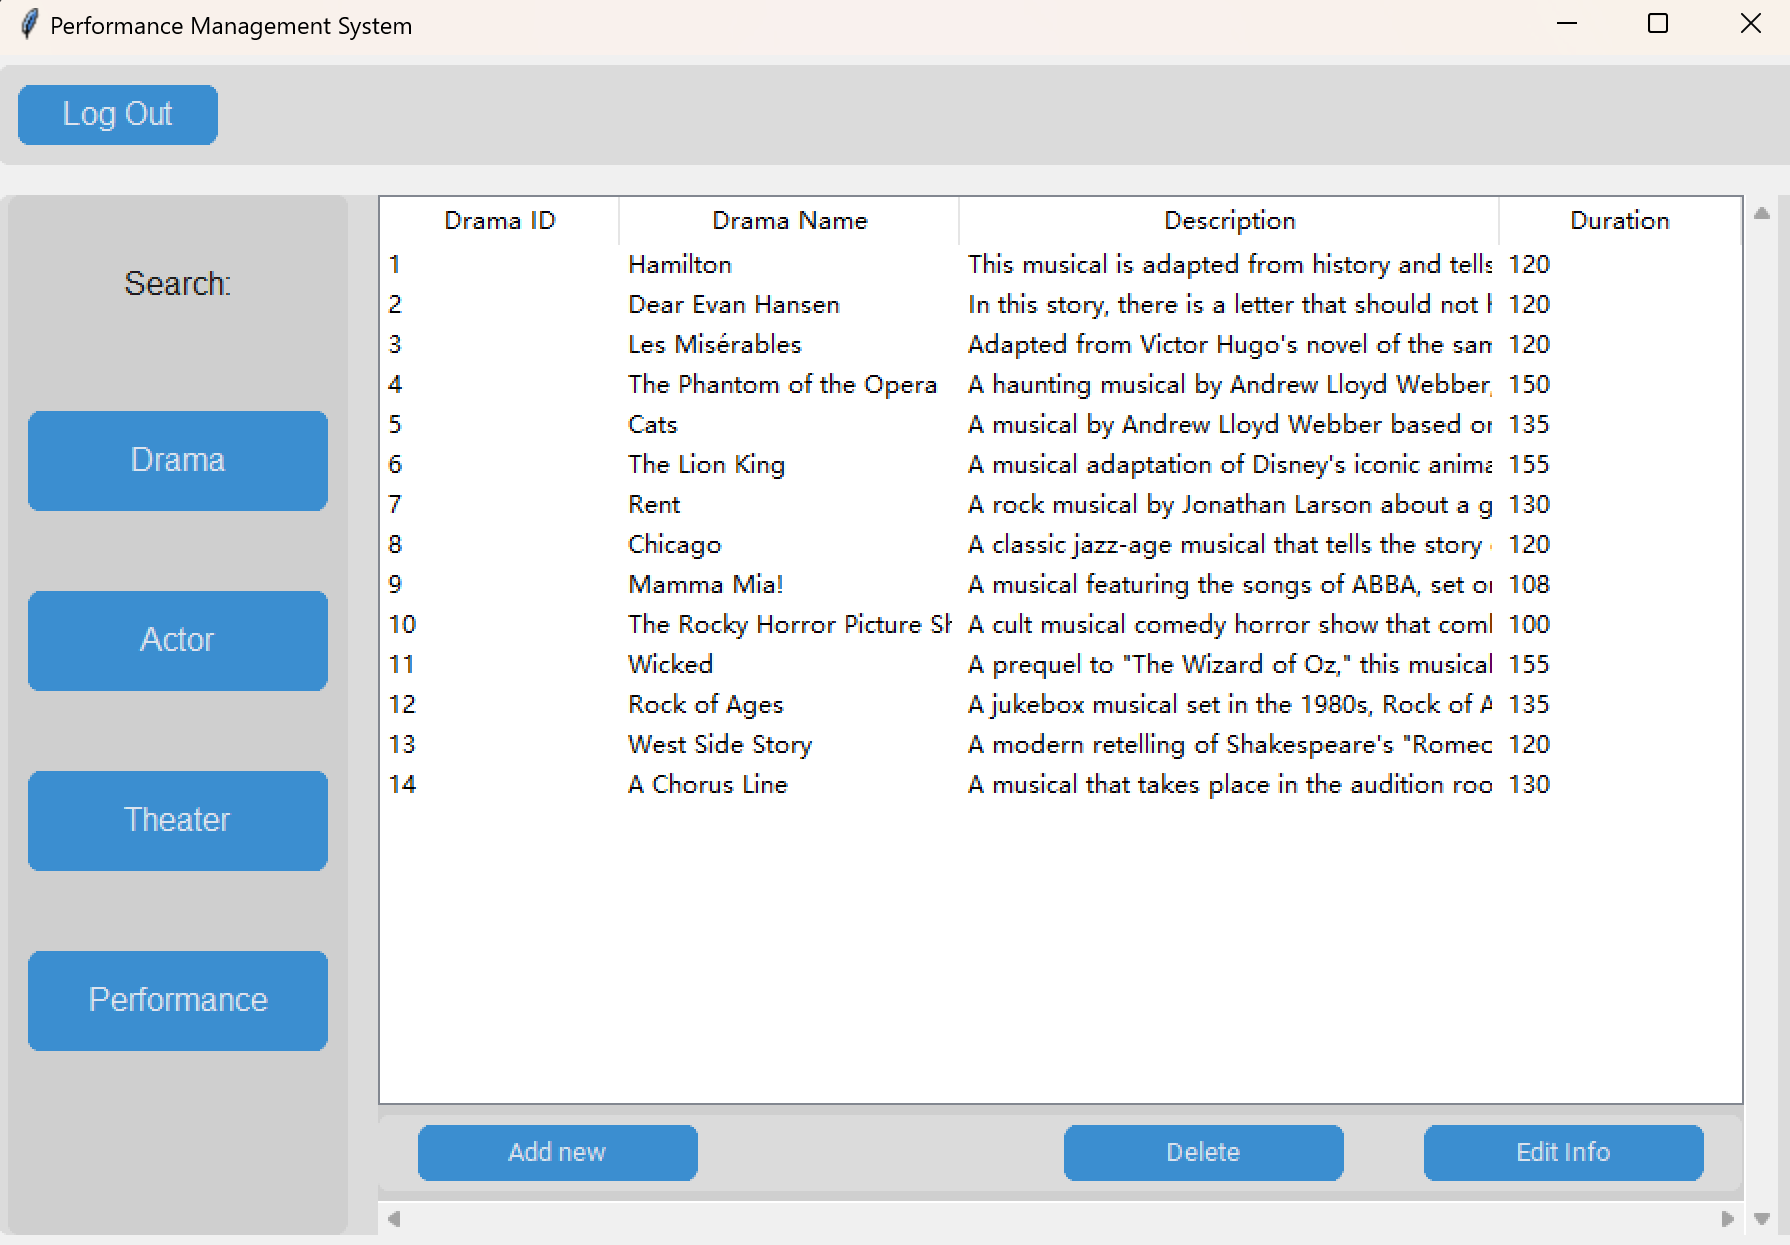 Performance Management System
Log Out
Search:
Drama
Actor
Theater
Performance
Drama ID Drama Name Description Duration
1 Hamilton This musical is adapted from history and tells 120
2 Dear Evan Hansen In this story, there is a letter that should not 120
3 Les Misérables Adapted from Victor Hugo's novel of the 120
4 The Phantom of the Opera A haunting musical by Andrew Lloyd Webber, 150
5 Cats A musical by Andrew Lloyd Webber based 135
6 The Lion King A musical adaptation of Disney's iconic 155
7 Rent A rock musical by Jonathan Larson about a 130
8 Chicago A classic jazz-age musical that tells the story 120
9 Mamma Mia! A musical featuring the songs of ABBA, set 108
10 The Rocky Horror Picture A cult musical comedy horror show that 100
11 Wicked A prequel to "The Wizard of Oz," this musical 155
12 Rock of Ages A jukebox musical set in the 1980s, Rock of 135
13 West Side Story A modern retelling of Shakespeare's 120
14 A Chorus Line A musical that takes place in the audition 130
Add new Delete Edit Info